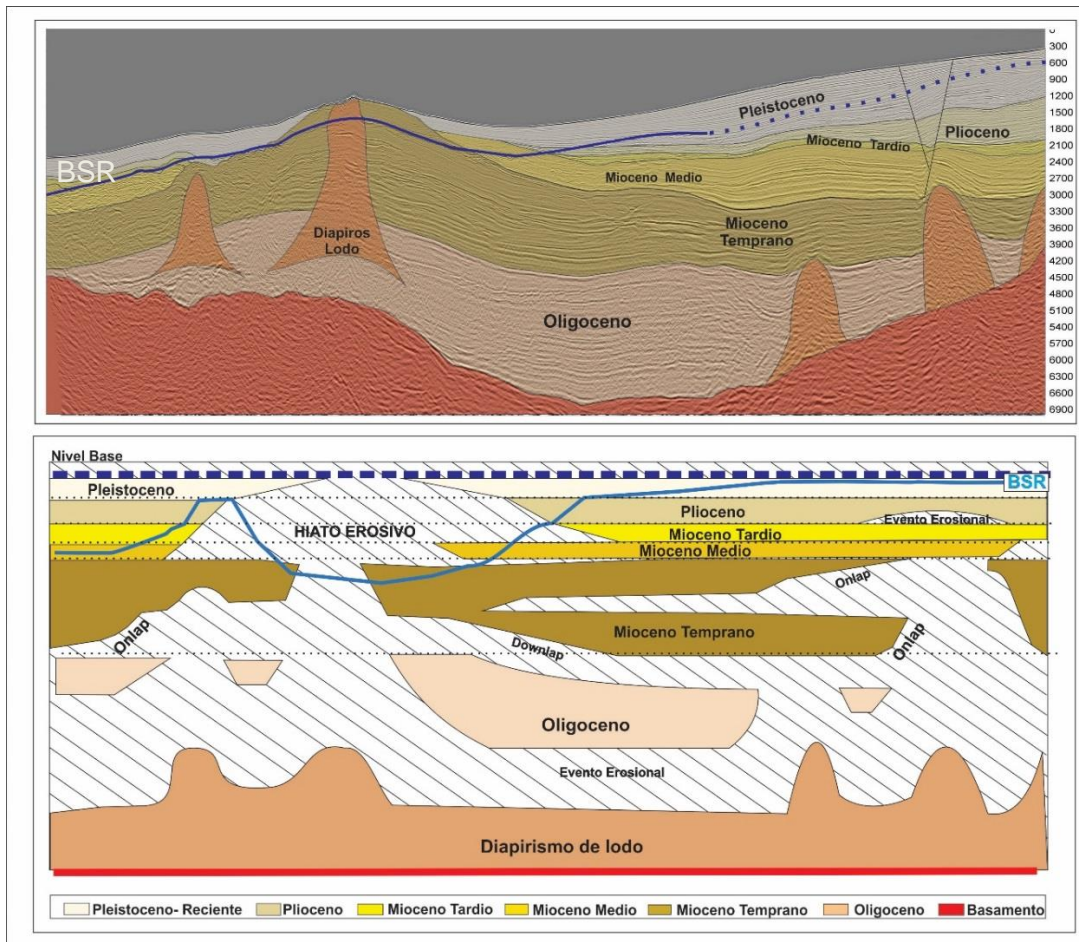 0
300
600
900
1200
1500
1800
2100
2400
2700
3000
3300
3600
3900
4200
4500
4800
5100
5400
5700
6000
6300
6600
6900
Pleistoceno
Plioceno
Mioceno Tardio
BSR
Mioceno Medio
Mioceno
Temprano
Diapiros
Lodo
Oligoceno
Nivel Base
Pleistoceno
BSR
Plioceno
Evento Erosional
HIATO EROSIVO
Mioceno Tardio
Mioceno Medio
Onlap
Mioceno Temprano
Onlap
Onlap
Downlap
Oligoceno
Evento Erosional
Diapirismo de lodo
Pleistoceno- Reciente
Plioceno
Mioceno Tardio
Mioceno Medio
Mioceno Temprano
Oligoceno
Basamento